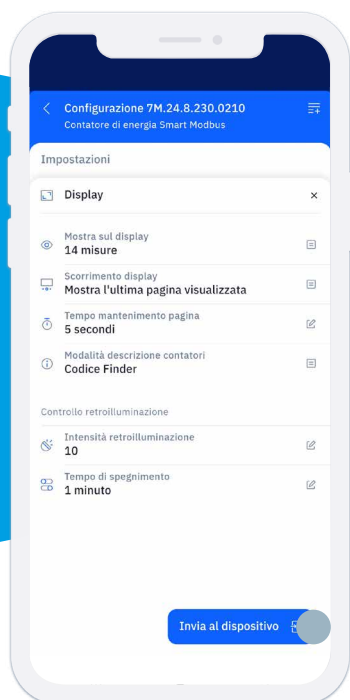 Configurazione 7M.24.8.230.0210
Contatore di energia Smart Modbus
Impostazioni
Display
Mostra sul display
14 misure
Scorrimento display
Mostra l'ultima pagina visualizzata
Tempo mantenimento pagina
5 secondi
Modalità descrizione contatori
Codice Finder
Controllo retroilluminazione
Intensità retroilluminazione
10
Tempo di spegnimento
1 minuto
Invia al dispositivo